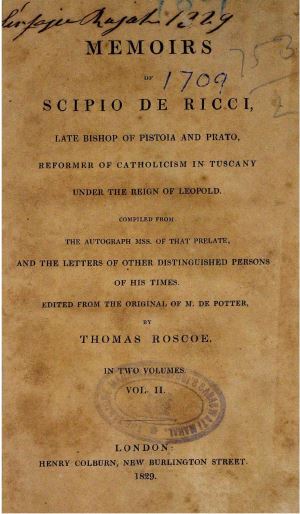 1329
MEMOIRS
OF
1709
753
2
SCIPIO DE RICCI,
LATE BISHOP OF PISTOIA AND PRATO,
REFORMER OF CATHOLICISM IN TUSCANY
UNDER THE REIGN OF LEOPOLD.
COMPILED FROM
THE AUTOGRAPH MSS. OF THAT PRELATE,
AND THE LETTERS OF OTHER DISTINGUISHED PERSONS
OF HIS TIMES.
EDITED FROM THE ORIGINAL OF M. DE POTTER,
BY
THOMAS ROSCOE.
IN TWO VOLUMES.
VOL. II.
LONDON:
HENRY COLBURN, NEW BURLINGTON STREET.
1829.